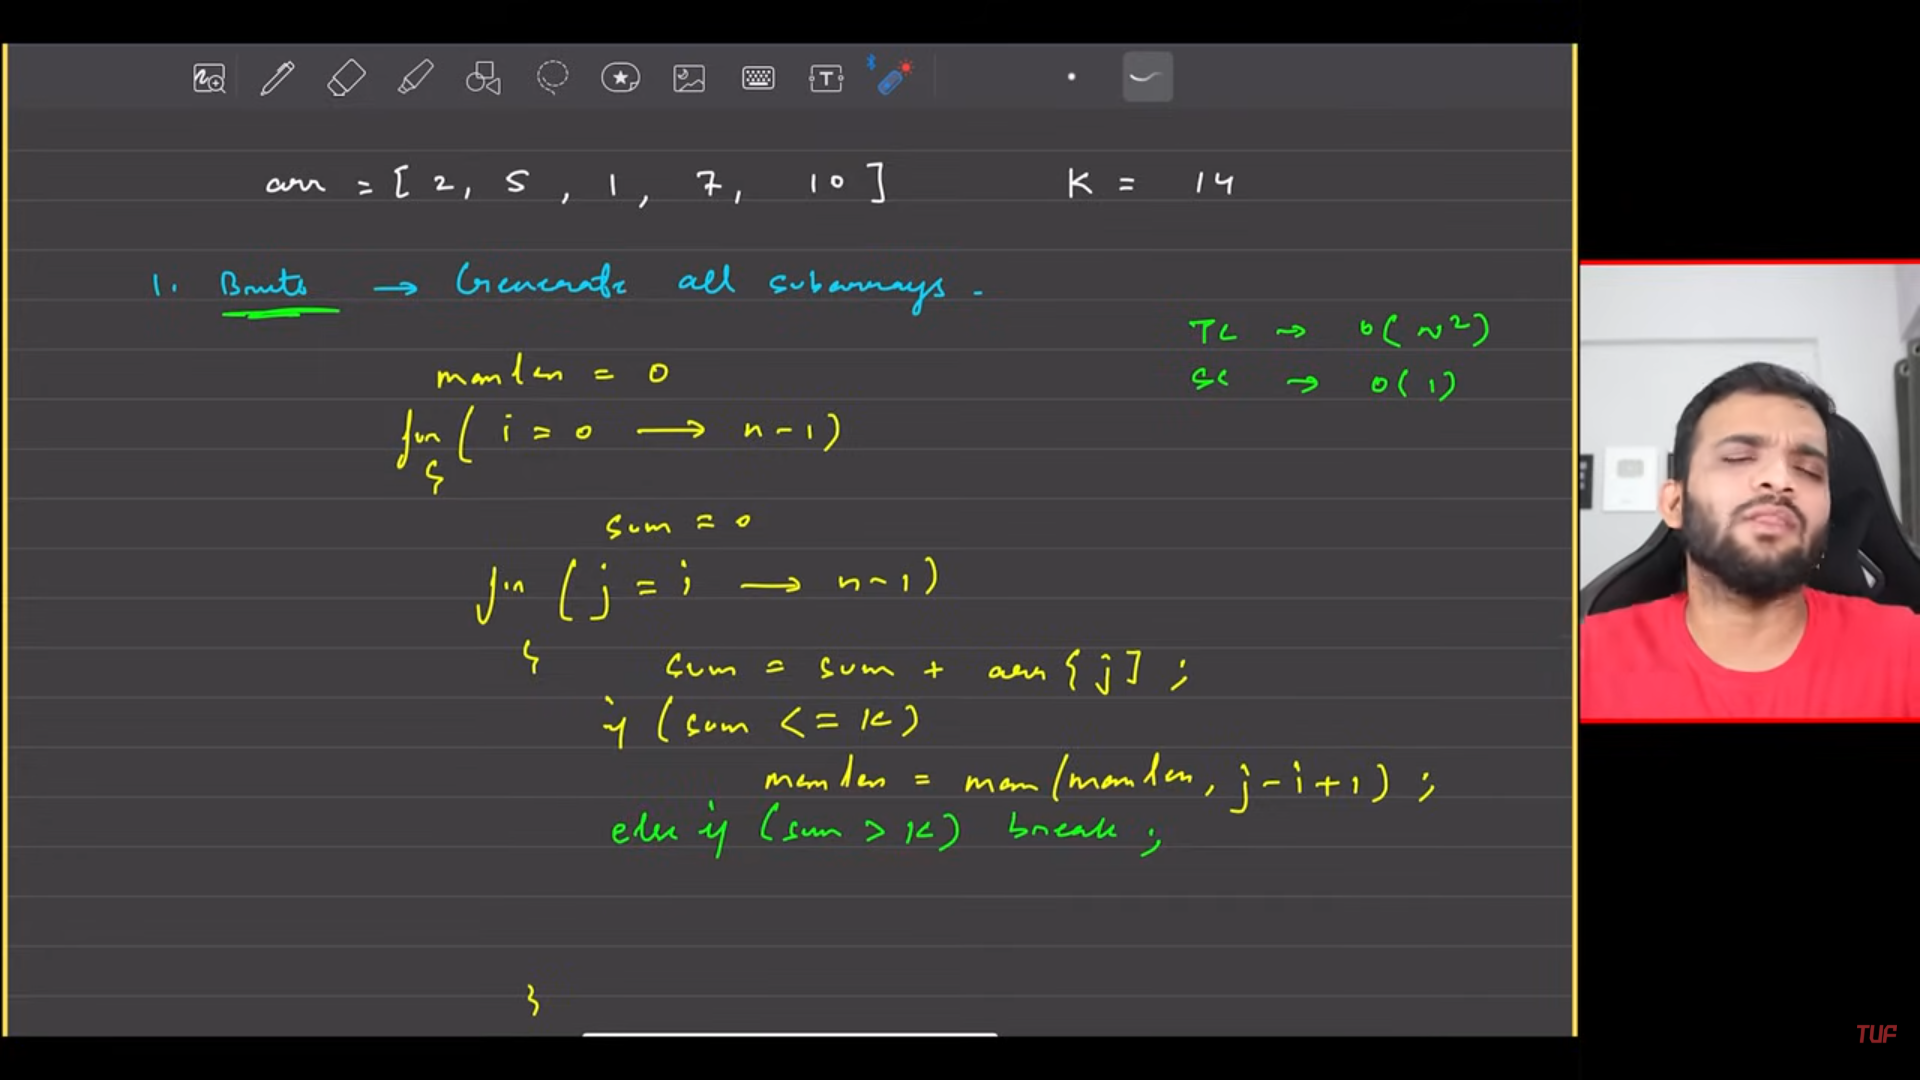 arr = [ 2, 5, 1, 7, 10 ] K = 14
1. Brute → Generate all subarrays.
TC → O(N²)
SC → O(1)
maxlen = 0
for ( i = 0 → n-1)
{
sum = 0
for ( j = i → n-1)
{
sum = sum + arr[j] ;
if (sum <= K)
maxlen = max(maxlen, j-i+1) ;
else if (sum > K) break ;
}
TUF